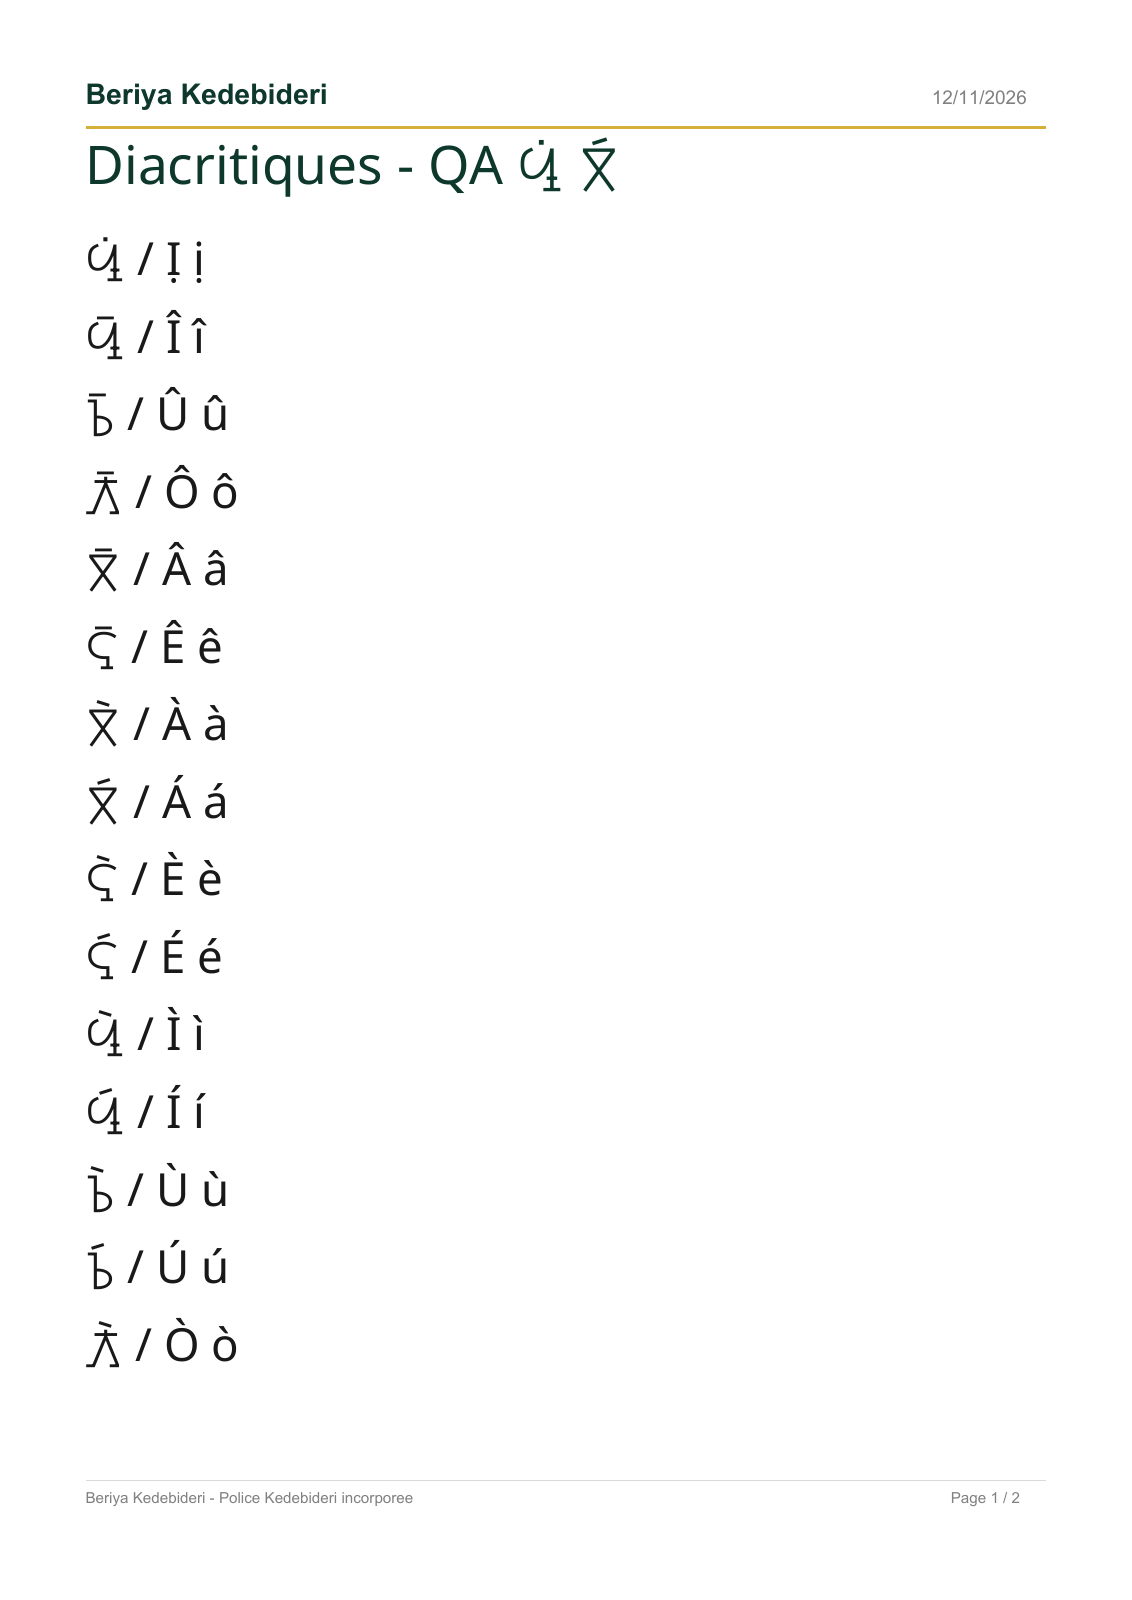 Beriya Kedebideri
12/11/2026
Diacritiques - QA
/ Ị ị
/ Î î
/ Û û
/ Ô ô
/ Â â
/ Ê ê
/ À à
/ Á á
/ È è
/ É é
/ Ì ì
/ Í í
/ Ù ù
/ Ú ú
/ Ò ò
Beriya Kedebideri - Police Kedebideri incorporee
Page 1 / 2